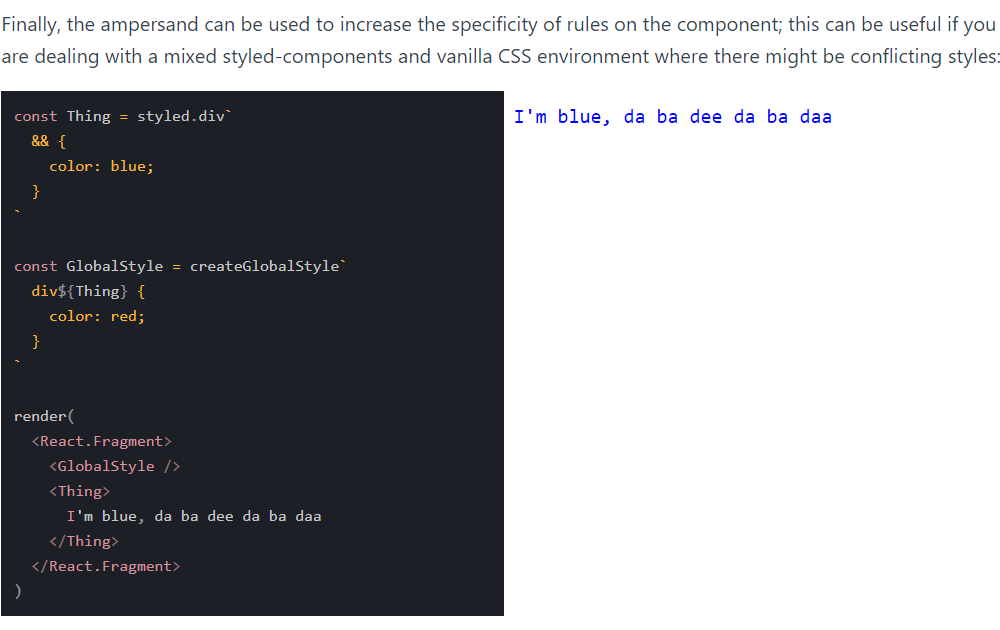 Finally, the ampersand can be used to increase the specificity of rules on the component; this can be useful if you
are dealing with a mixed styled-components and vanilla CSS environment where there might be conflicting styles:
const Thing = styled.div`
  && {
    color: blue;
  }
`

const GlobalStyle = createGlobalStyle`
  div${Thing} {
    color: red;
  }
`

render(
  <React.Fragment>
    <GlobalStyle />
    <Thing>
      I'm blue, da ba dee da ba daa
    </Thing>
  </React.Fragment>
)
I'm blue, da ba dee da ba daa